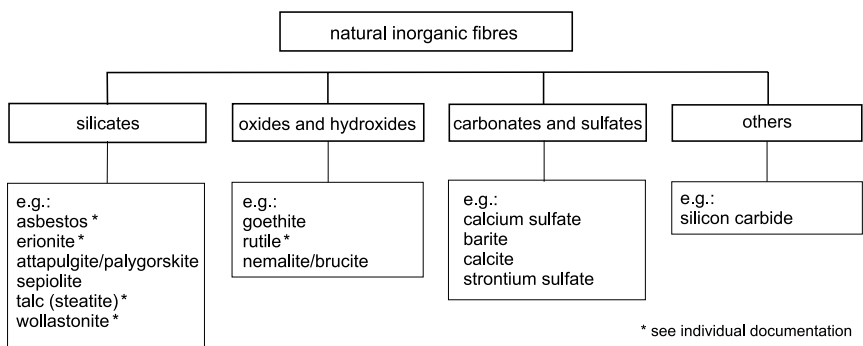 natural inorganic fibres
silicates
e.g.:
asbestos *
erionite *
attapulgite/palygorskite
sepiolite
talc (steatite) *
wollastonite *
oxides and hydroxides
e.g.:
goethite
rutile *
nemalite/brucite
carbonates and sulfates
e.g.:
calcium sulfate
barite
calcite
strontium sulfate
others
e.g.:
silicon carbide
* see individual documentation